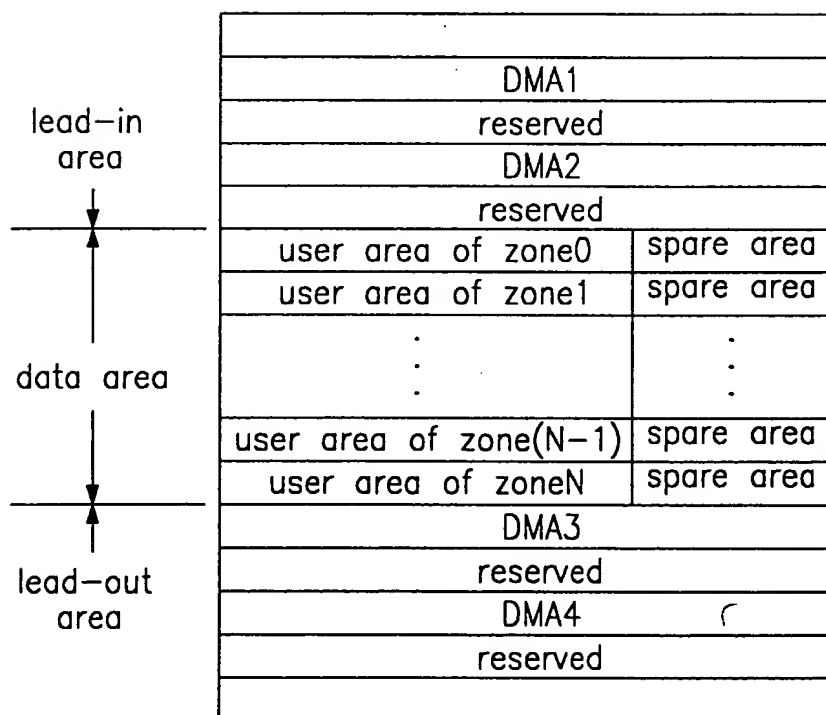 DMA1
reserved
lead-in
area
DMA2
reserved
user area of zone0 spare area
user area of zone1 spare area
data area
user area of zone(N-1) spare area
user area of zoneN spare area
DMA3
reserved
lead-out
area
DMA4
reserved